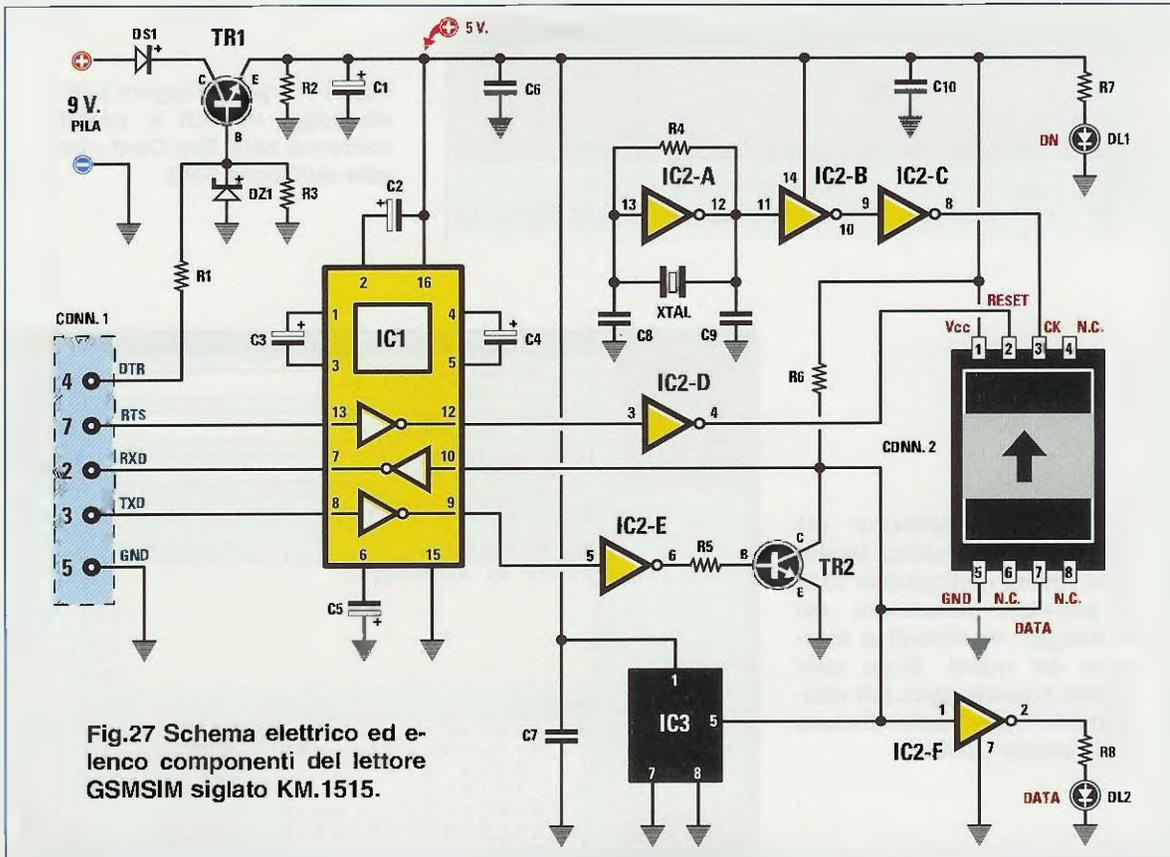 DS1
TR1
5 V.
C
E
B
R2
C1
C6
C10
R7
9 V.
PILA
DZ1
R3
R1
C2
R4
IC2-A
IC2-B
IC2-C
13
12
11
14
10
9
8
XTAL
C8
C9
DN
DL1
CONN. 1
4
DTR
7
RTS
2
RXD
3
TXD
5
GND
2
16
1
IC1
4
C3
C4
3
5
13
12
7
10
8
9
6
15
C5
IC2-D
3
4
R6
RESET
Vcc
CK
N.C.
1
2
3
4
CONN. 2
5
6
7
8
GND
N.C.
N.C.
DATA
IC2-E
5
6
R5
B
C
E
TR2
C7
1
IC3
5
7
8
1
2
7
IC2-F
R8
DATA
DL2
Fig.27 Schema elettrico ed e-
lenco componenti del lettore
GSMSIM siglato KM.1515.